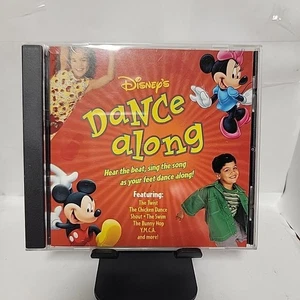 Disney's
Dance
along
Hear the beat, sing the song
as your feet dance along!
Featuring:
The Twist
The Chicken Dance
Shout • The Swim
The Bunny Hop
Y.M.C.A.
and more!